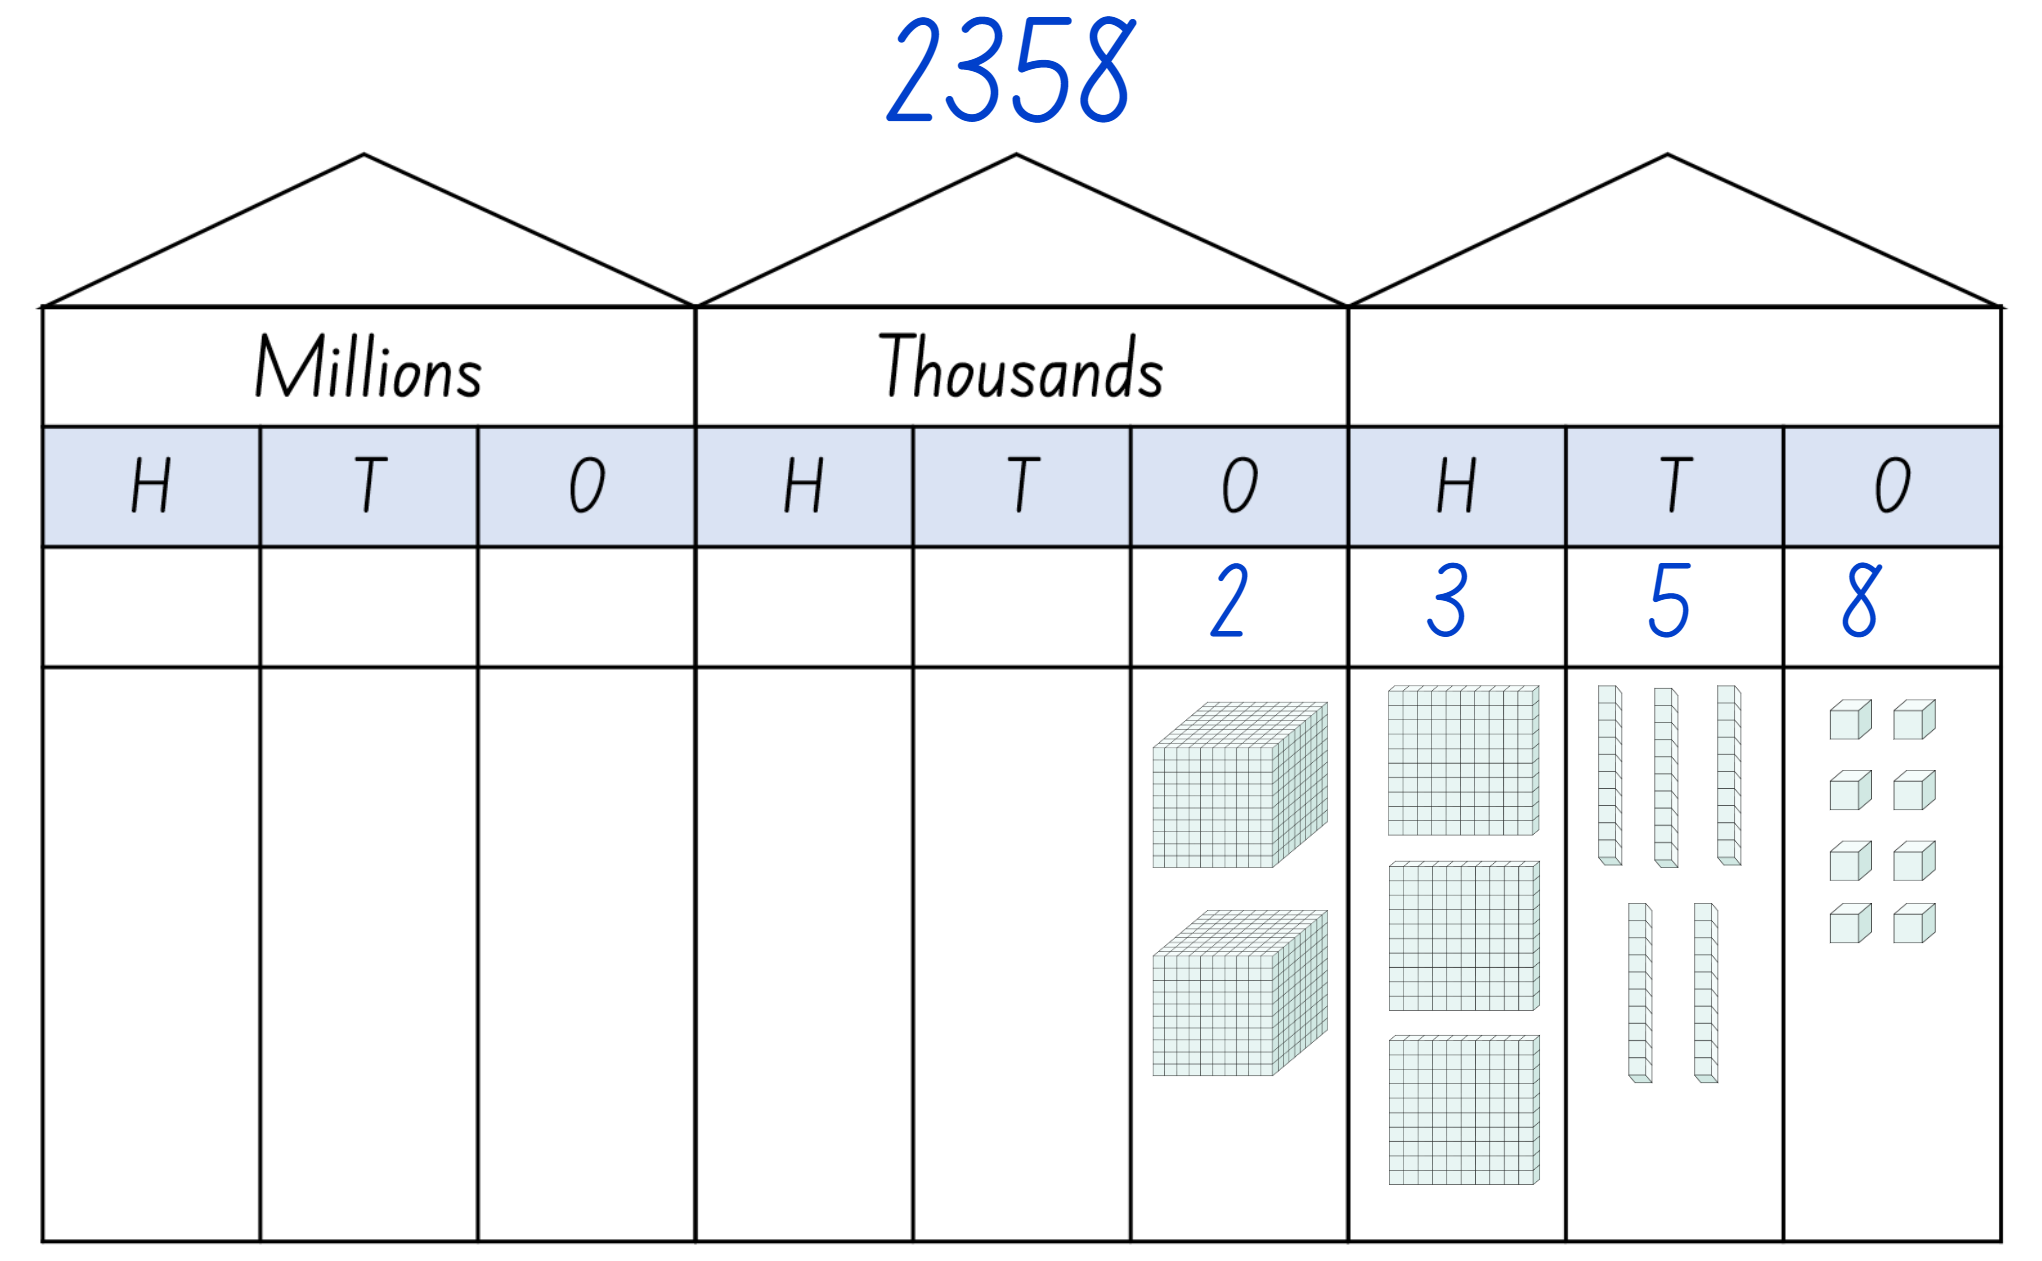 2358
Millions Thousands
H T O H T O H T O
2 3 5 8